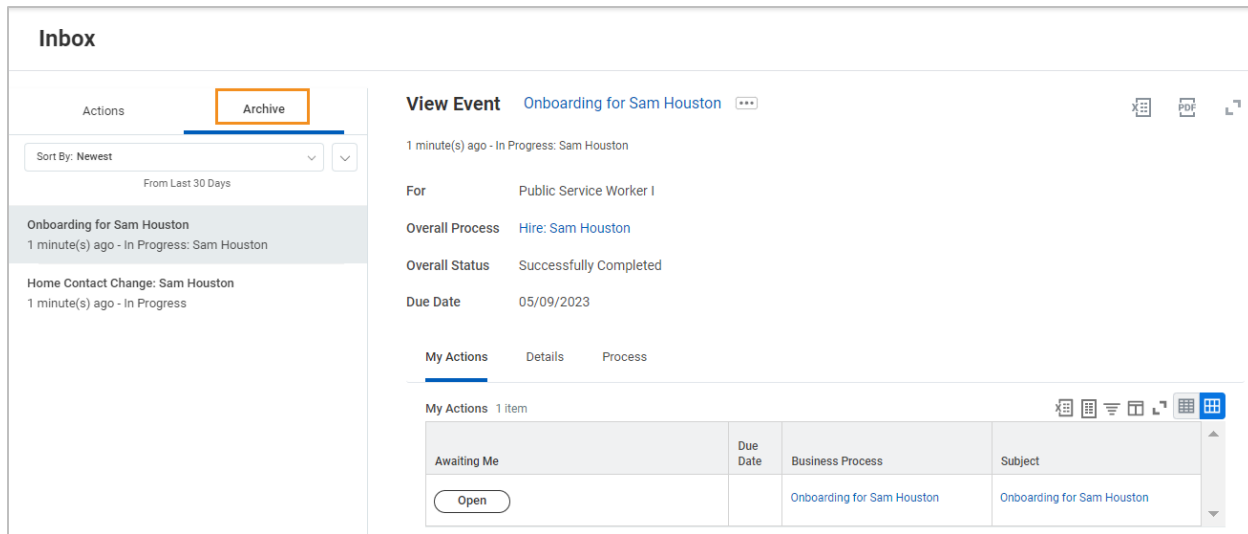 Inbox
Actions
Archive
Sort By: Newest
From Last 30 Days
Onboarding for Sam Houston
1 minute(s) ago - In Progress: Sam Houston
Home Contact Change: Sam Houston
1 minute(s) ago - In Progress
View Event Onboarding for Sam Houston
PDF
1 minute(s) ago - In Progress: Sam Houston
For Public Service Worker I
Overall Process Hire: Sam Houston
Overall Status Successfully Completed
Due Date 05/09/2023
My Actions Details Process
My Actions 1 item
Awaiting Me Due Date Business Process Subject
Open Onboarding for Sam Houston Onboarding for Sam Houston